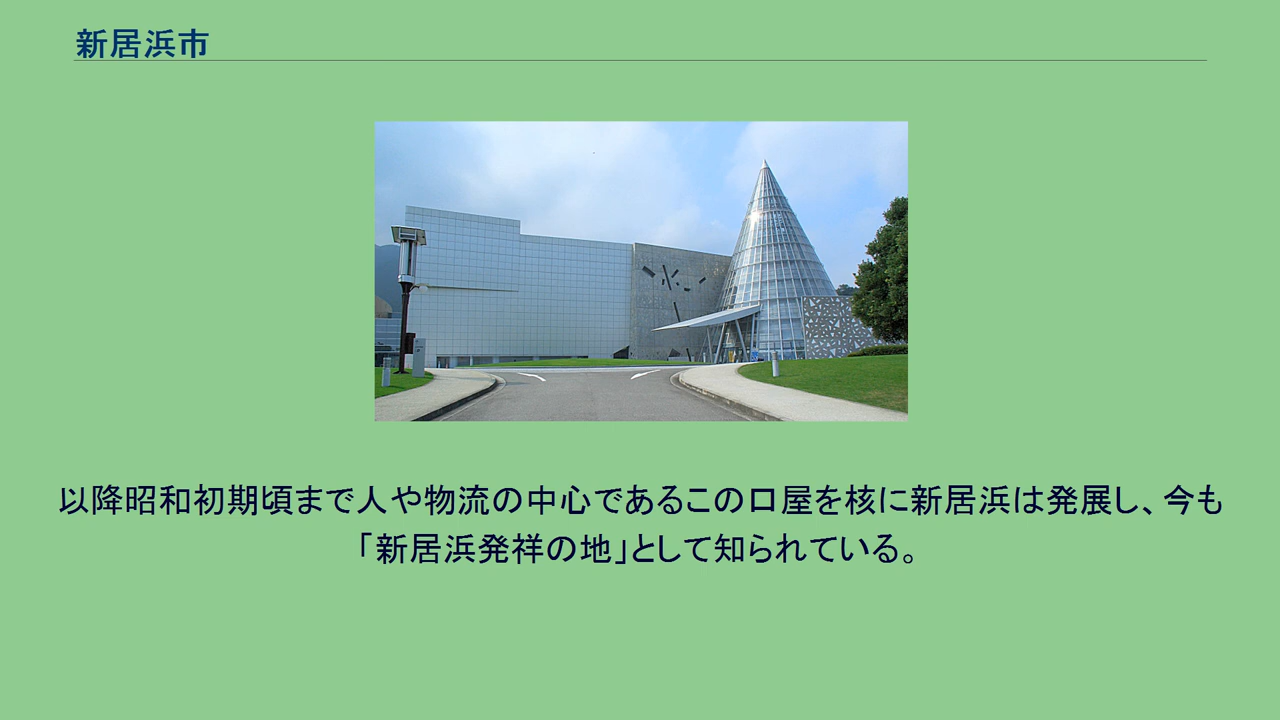 新居浜市
以降昭和初期頃まで人や物流の中心であるこの口屋を核に新居浜は発展し、今も
「新居浜発祥の地」として知られている。